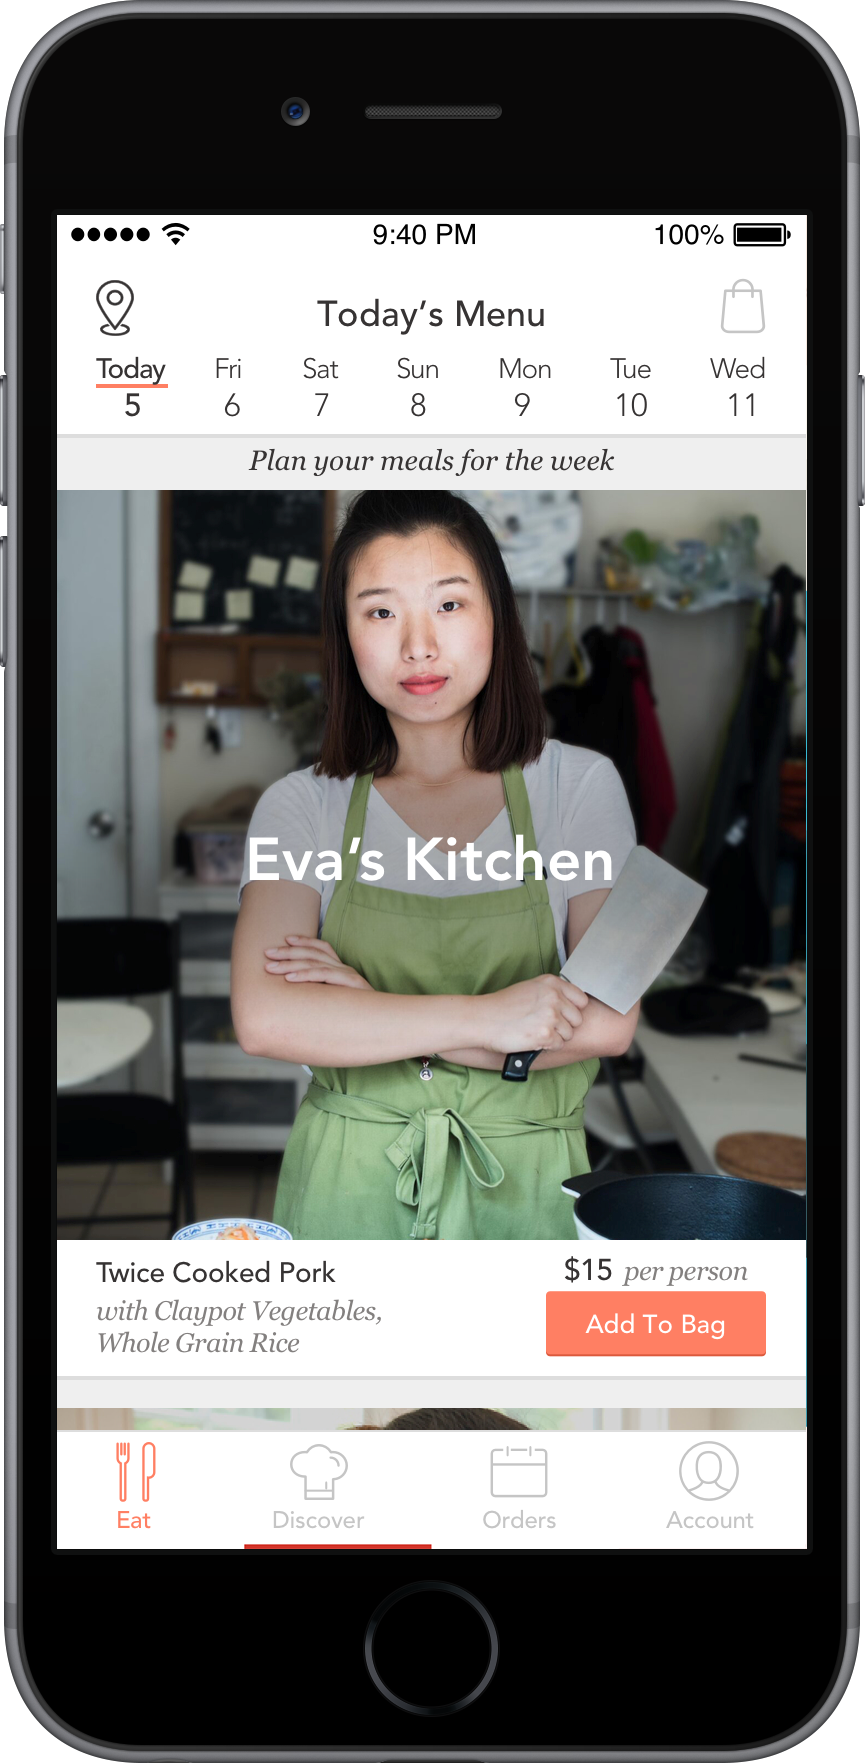 9:40 PM 100%
Today’s Menu
Today Fri Sat Sun Mon Tue Wed
5 6 7 8 9 10 11
Plan your meals for the week
Eva’s Kitchen
Twice Cooked Pork
$15 per person
with Claypot Vegetables,
Whole Grain Rice
Add To Bag
Eat Discover Orders Account